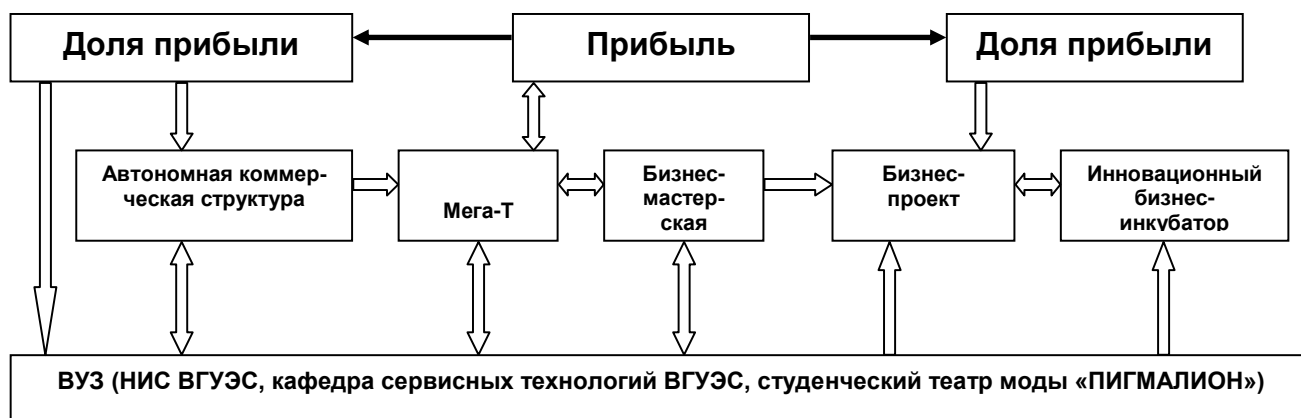 Доля прибыли
Прибыль
Доля прибыли
Автономная коммер-
ческая структура
Мега-Т
Бизнес-
мастер-
ская
Бизнес-
проект
Инновационный
бизнес-
инкубатор
ВУЗ (НИС ВГУЭС, кафедра сервисных технологий ВГУЭС, студенческий театр моды «ПИГМАЛИОН»)